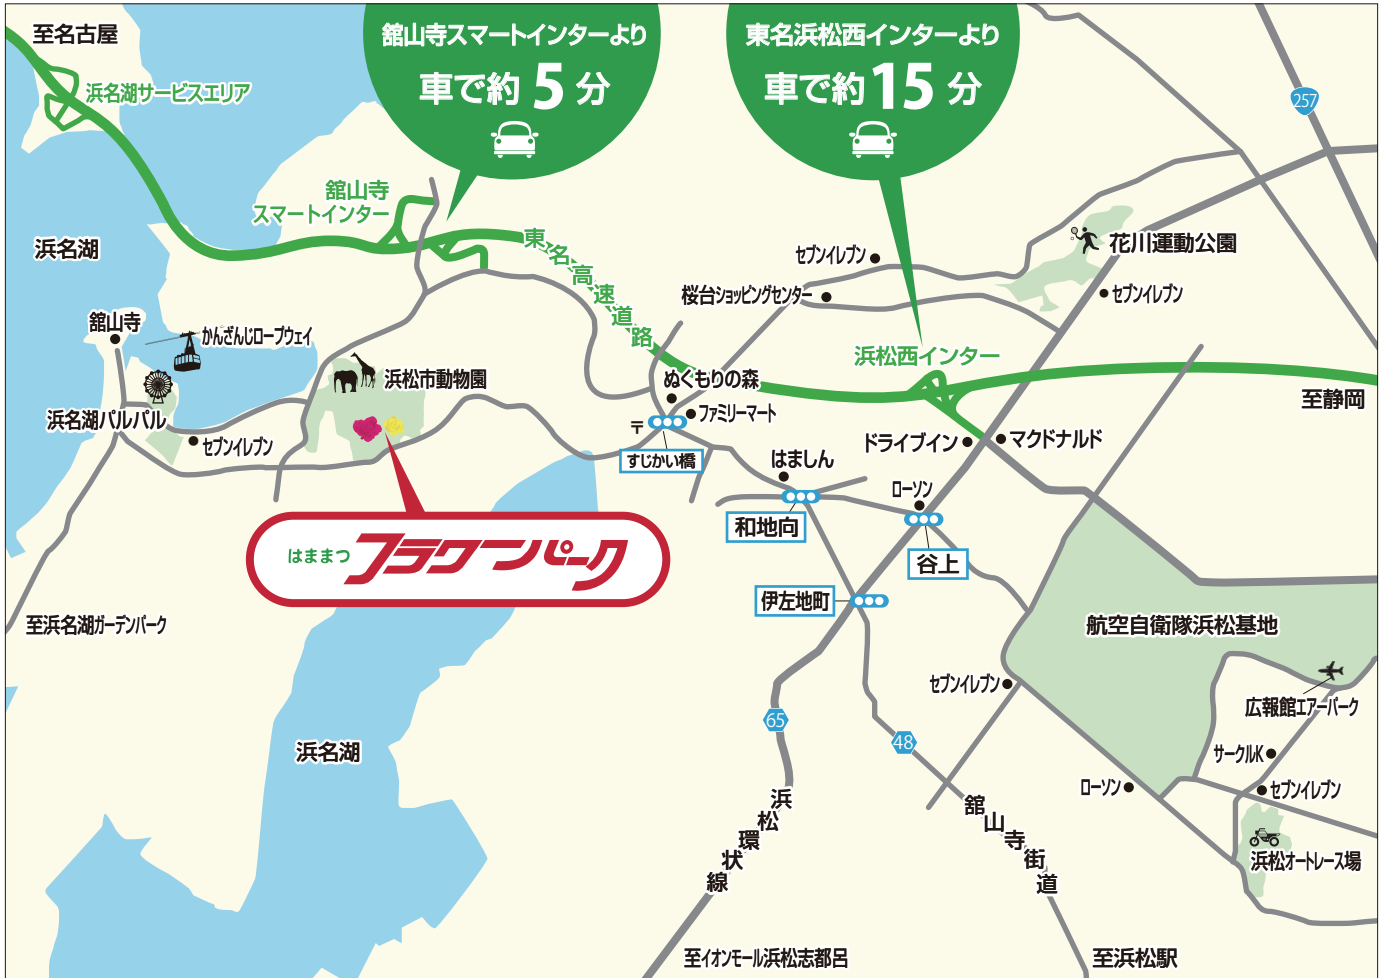 至名古屋
浜名湖サービスエリア
舘山寺スマートインターより
車で約5分
東名浜松西インターより
車で約15分
257
舘山寺
スマートインター
浜名湖
東名高速道路
花川運動公園
セブンイレブン
桜台ショッピングセンター
セブンイレブン
舘山寺
かんざんじロープウェイ
浜松市動物園
浜松西インター
ぬくもりの森
至静岡
浜名湖パルパル
セブンイレブン
ファミリーマート
〒
すじかい橋
ドライブイン
マクドナルド
はましん
ローソン
和地向
谷上
はままつ
フラワーパーク
伊左地町
至浜名湖ガーデンパーク
航空自衛隊浜松基地
セブンイレブン
広報館エアーパーク
65
48
浜名湖
サークルK
ローソン
セブンイレブン
浜松環状線
舘山寺街道
浜松オートレース場
至イオンモール浜松志都呂
至浜松駅